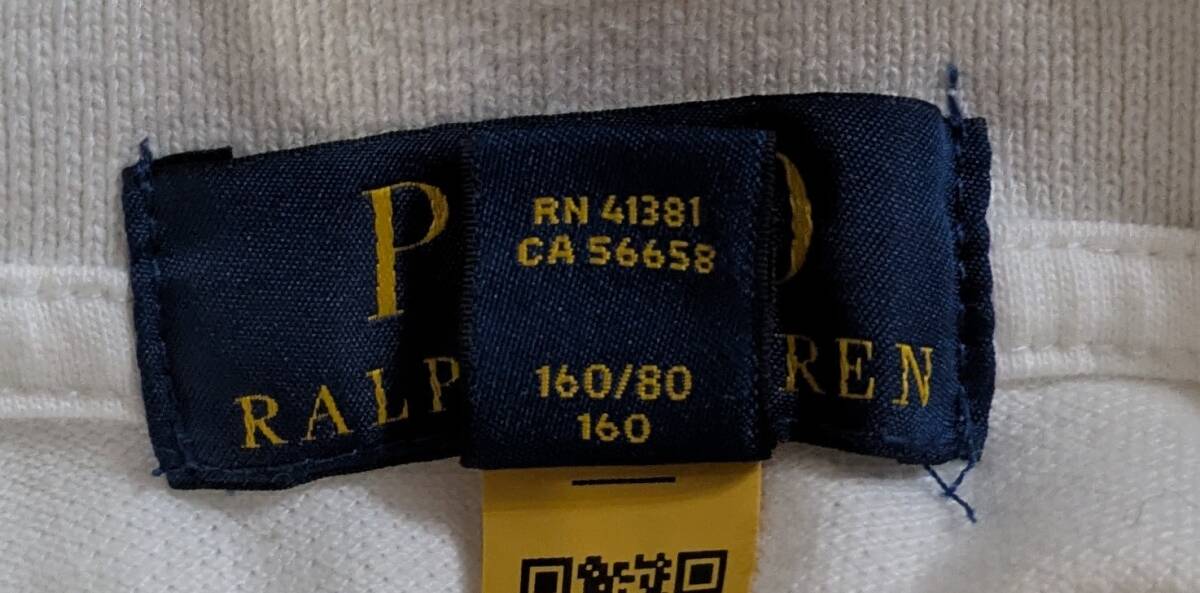 P O
RALP REN
RN 41381
CA 56658
160/80
160